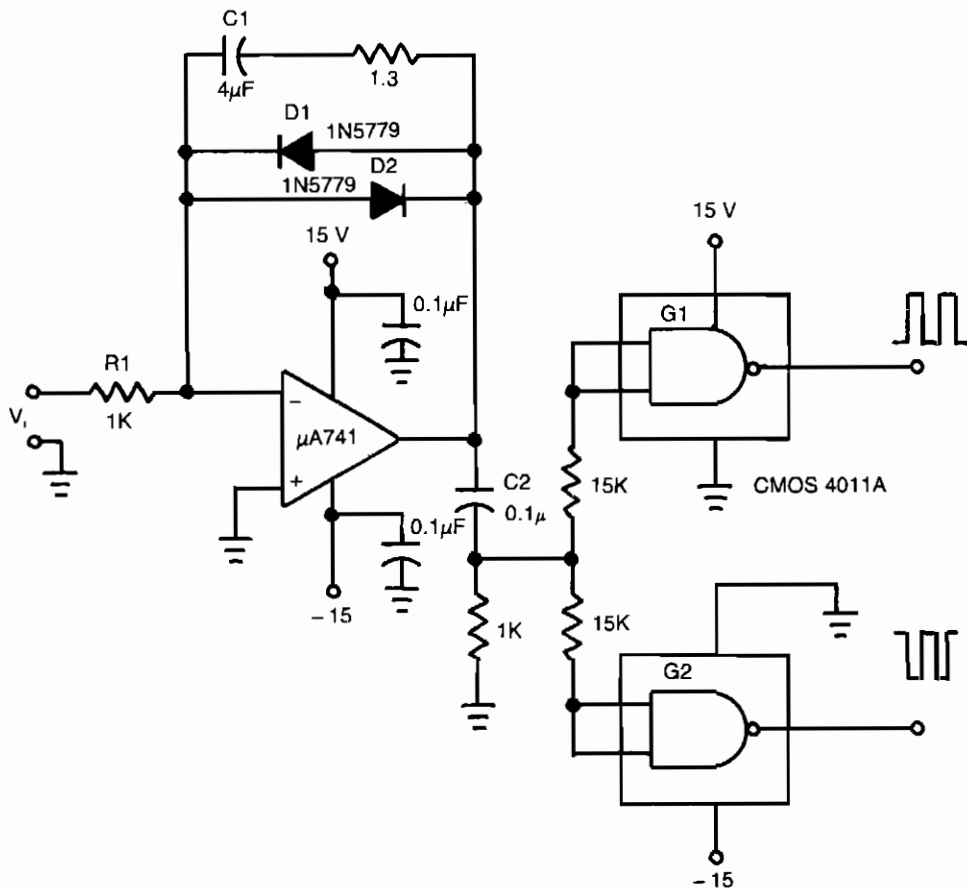 C1
4μF
1.3
D1
1N5779
D2
1N5779
15 V
0.1μF
R1
1K
V,
−
μA741
+
0.1μF
C2
0.1μ
− 15
1K
15K
15K
15 V
G1
CMOS 4011A
G2
− 15